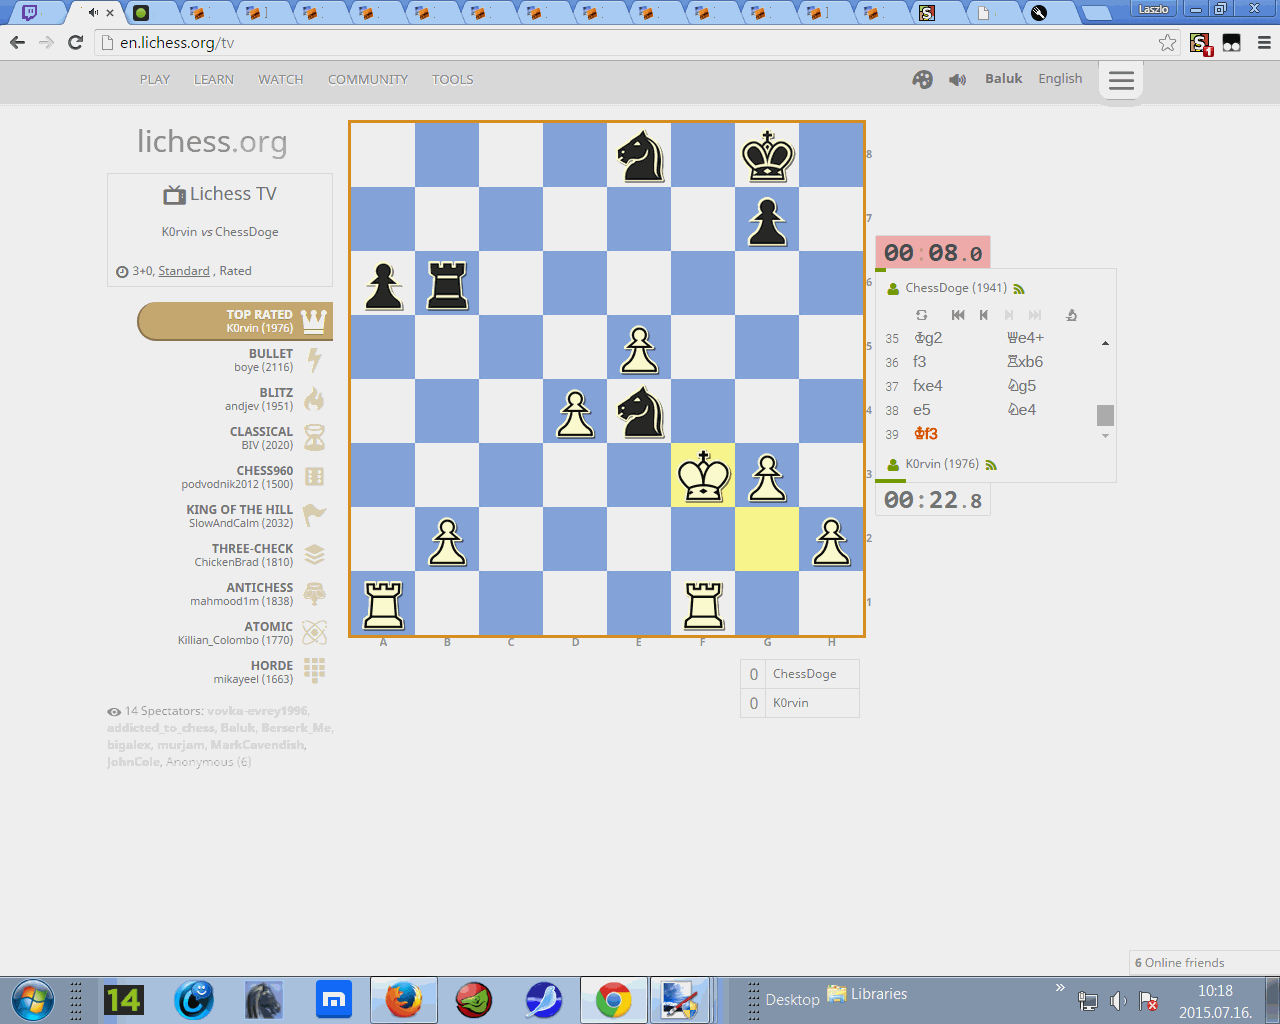 Laszlo
en.lichess.org/tv
1
PLAY LEARN WATCH COMMUNITY TOOLS
Baluk English
lichess.org
Lichess TV
K0rvin vs ChessDoge
3+0, Standard , Rated
TOP RATED
K0rvin (1976)
BULLET
boye (2116)
BLITZ
andjev (1951)
CLASSICAL
BIV (2020)
CHESS960
podvodnik2012 (1500)
KING OF THE HILL
SlowAndCalm (2032)
THREE-CHECK
ChickenBrad (1810)
ANTICHESS
mahmood1m (1838)
ATOMIC
Killian_Colombo (1770)
HORDE
mikayeel (1663)
14 Spectators: vovka-evrey1996,
addicted_to_chess, Baluk, Berserk_Me,
bigalex, murjam, MarkCavendish,
JohnCole, Anonymous (6)
8
7
6
5
4
3
2
1
A B C D E F G H
00:08.0
ChessDoge (1941)
35 ♔g2 ♕e4+
36 f3 ♖xb6
37 fxe4 ♘g5
38 e5 ♘e4
39 ♔f3
K0rvin (1976)
00:22.8
0 ChessDoge
0 K0rvin
6 Online friends
14
Desktop
Libraries
»
10:18
2015.07.16.